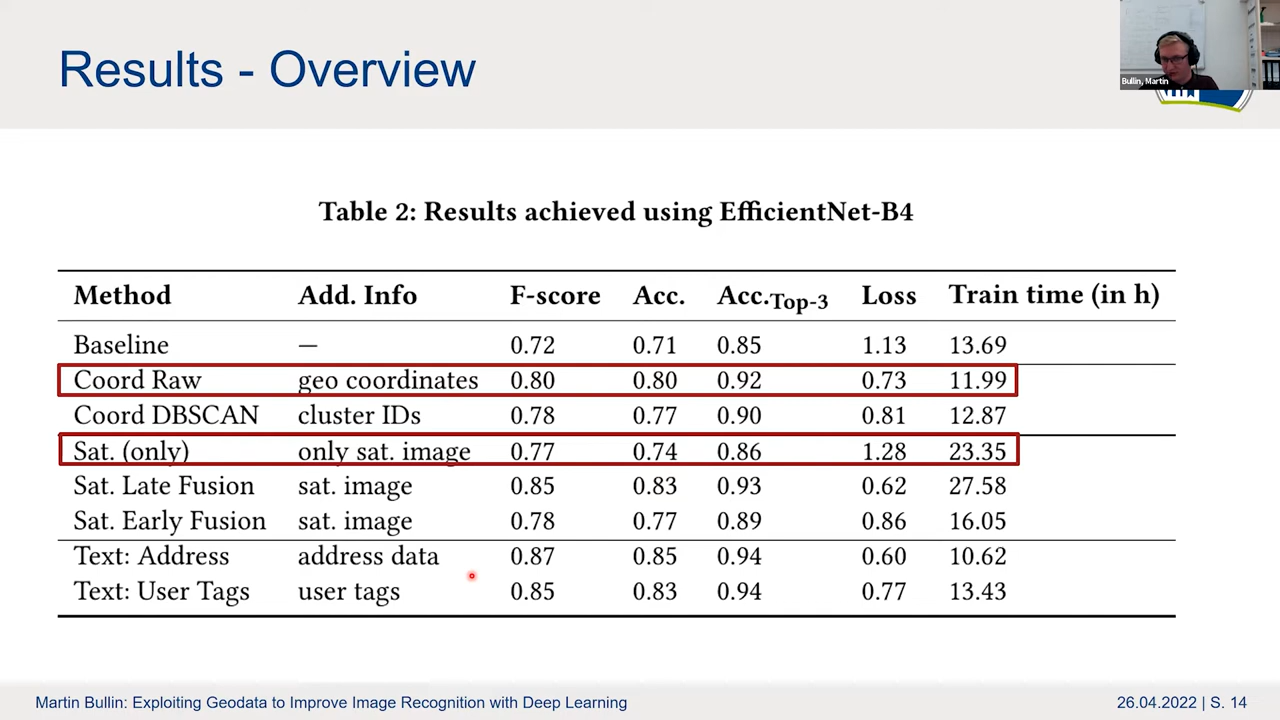 Results - Overview
Bullin, Martin
Table 2: Results achieved using EfficientNet-B4
Method Add. Info F-score Acc. Acc.Top-3 Loss Train time (in h)
Baseline — 0.72 0.71 0.85 1.13 13.69
Coord Raw geo coordinates 0.80 0.80 0.92 0.73 11.99
Coord DBSCAN cluster IDs 0.78 0.77 0.90 0.81 12.87
Sat. (only) only sat. image 0.77 0.74 0.86 1.28 23.35
Sat. Late Fusion sat. image 0.85 0.83 0.93 0.62 27.58
Sat. Early Fusion sat. image 0.78 0.77 0.89 0.86 16.05
Text: Address address data 0.87 0.85 0.94 0.60 10.62
Text: User Tags user tags 0.85 0.83 0.94 0.77 13.43
Martin Bullin: Exploiting Geodata to Improve Image Recognition with Deep Learning
26.04.2022 | S. 14